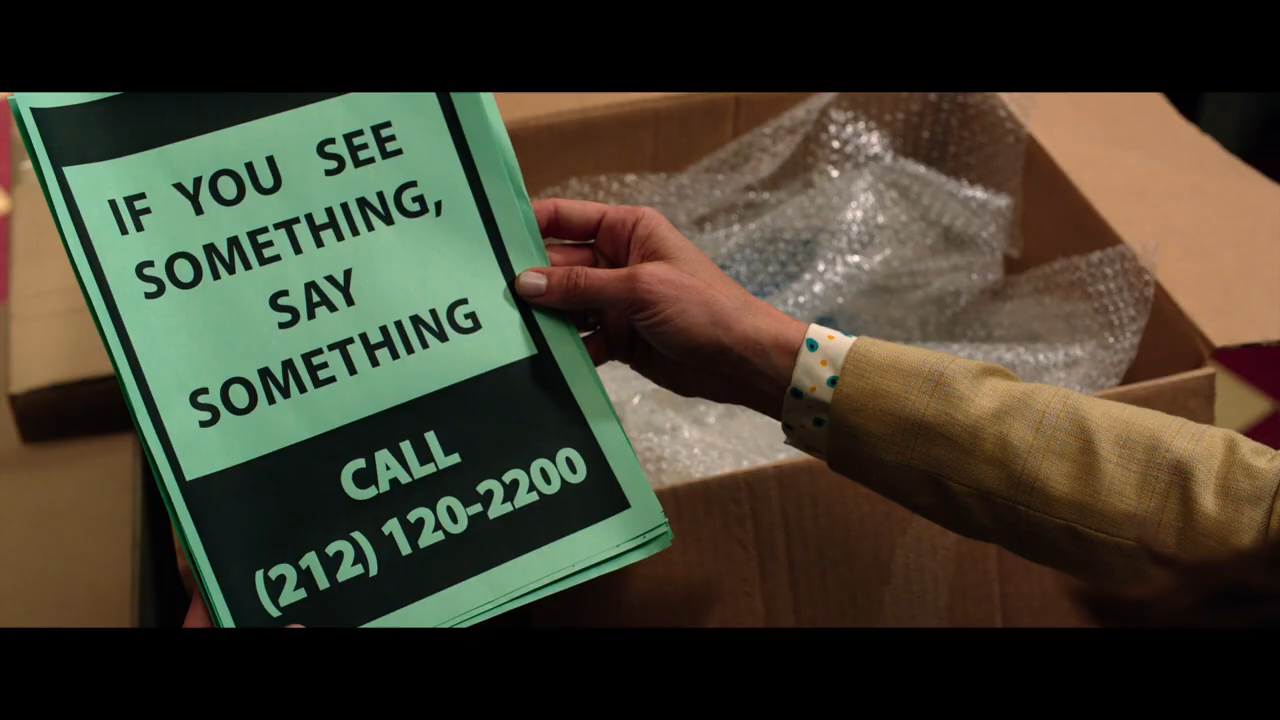 IF YOU SEE
SOMETHING,
SAY
SOMETHING
CALL
(212) 120-2200